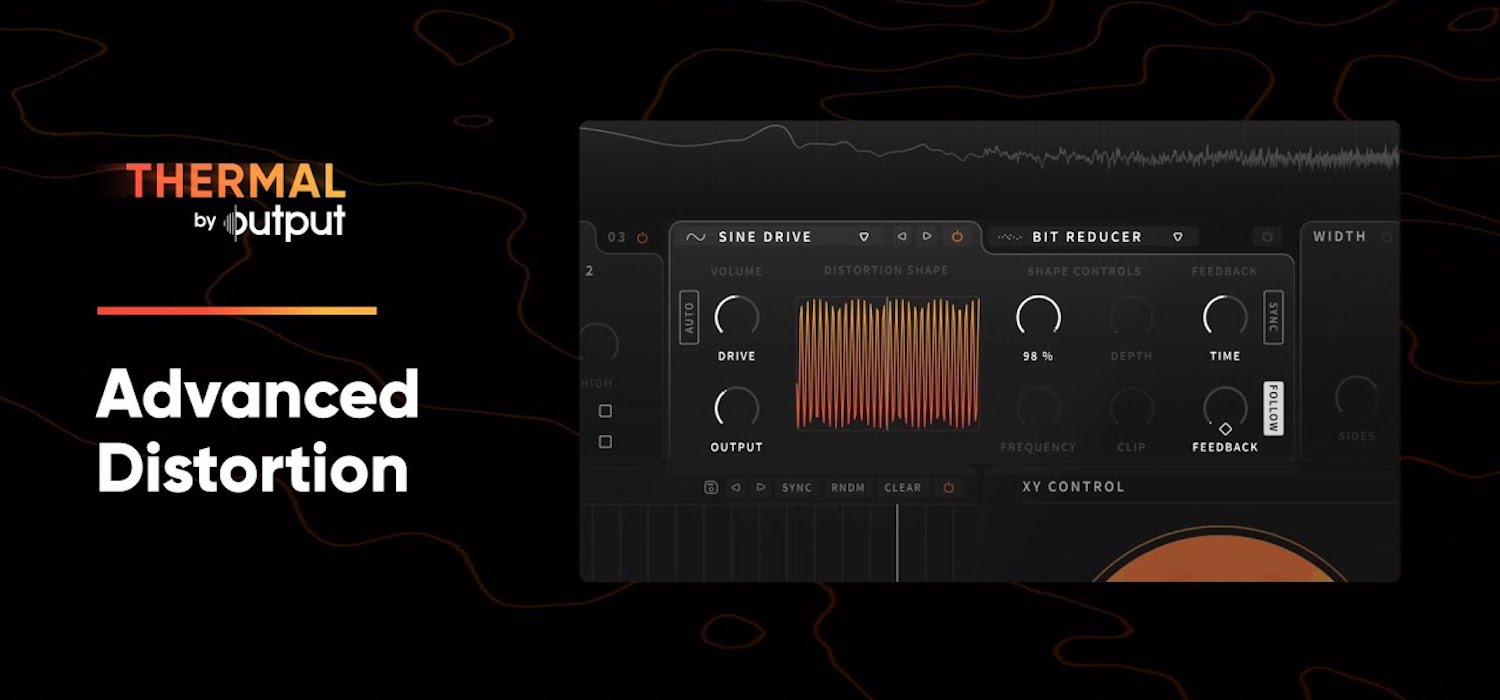 THERMAL
by output
Advanced
Distortion
03
SINE DRIVE
BIT REDUCER
WIDTH
2
VOLUME
DISTORTION SHAPE
SHAPE CONTROLS
FEEDBACK
AUTO
SYNC
DRIVE
98 %
DEPTH
TIME
HIGH
FOLLOW
OUTPUT
FREQUENCY
CLIP
FEEDBACK
SIDES
SYNC
RNDM
CLEAR
XY CONTROL